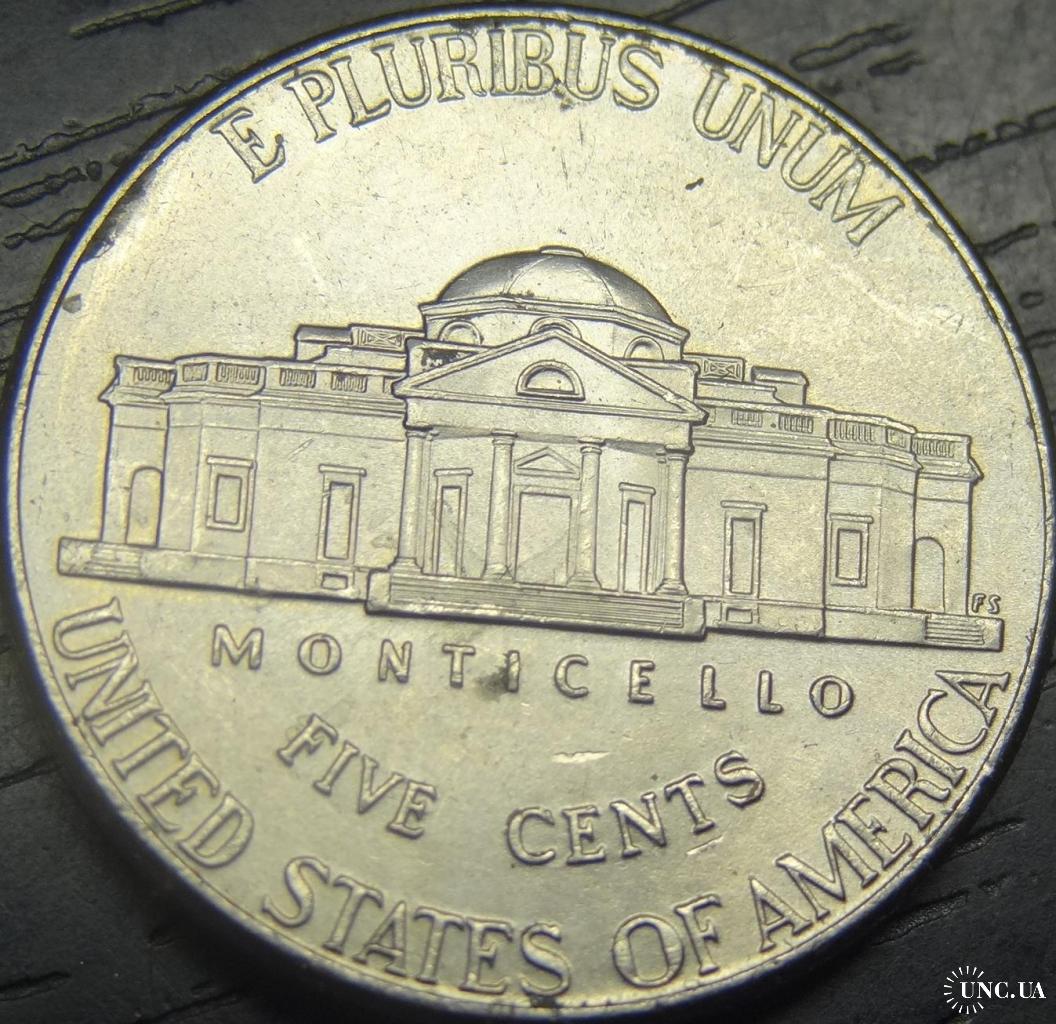 E PLURIBUS UNUM
FS
MONTICELLO
FIVE CENTS
UNITED STATES OF AMERICA
UNC.UA